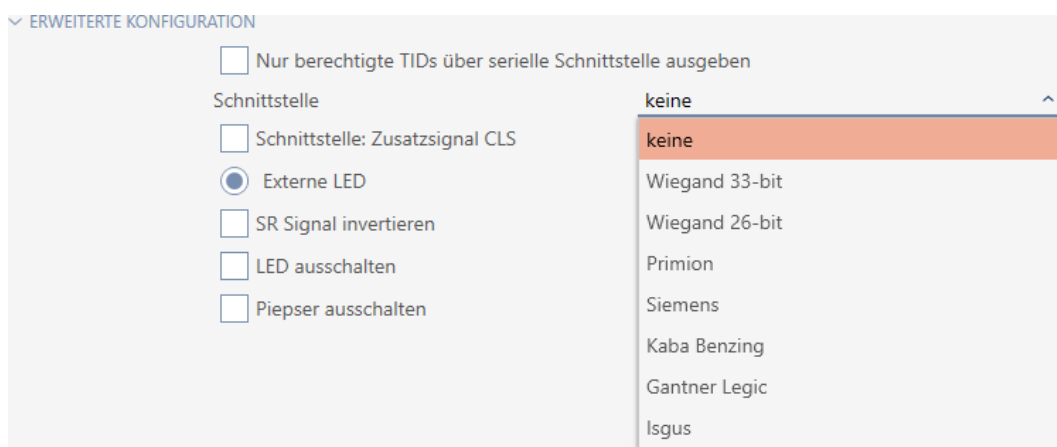 ERWEITERTE KONFIGURATION
Nur berechtigte TIDs über serielle Schnittstelle ausgeben
Schnittstelle
keine
Schnittstelle: Zusatzsignal CLS
keine
Externe LED
Wiegand 33-bit
SR Signal invertieren
Wiegand 26-bit
LED ausschalten
Primion
Piepser ausschalten
Siemens
Kaba Benzing
Gantner Legic
Isgus